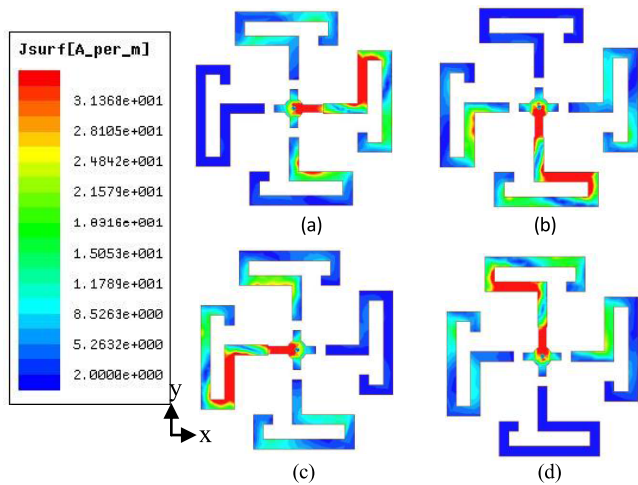 Jsurf[A_per_m]
3.1368e+001
2.8105e+001
2.4842e+001
2.1579e+001
1.8316e+001
1.5053e+001
1.1789e+001
8.5263e+000
5.2632e+000
2.0000e+000
y
x
(a)
(b)
(c)
(d)